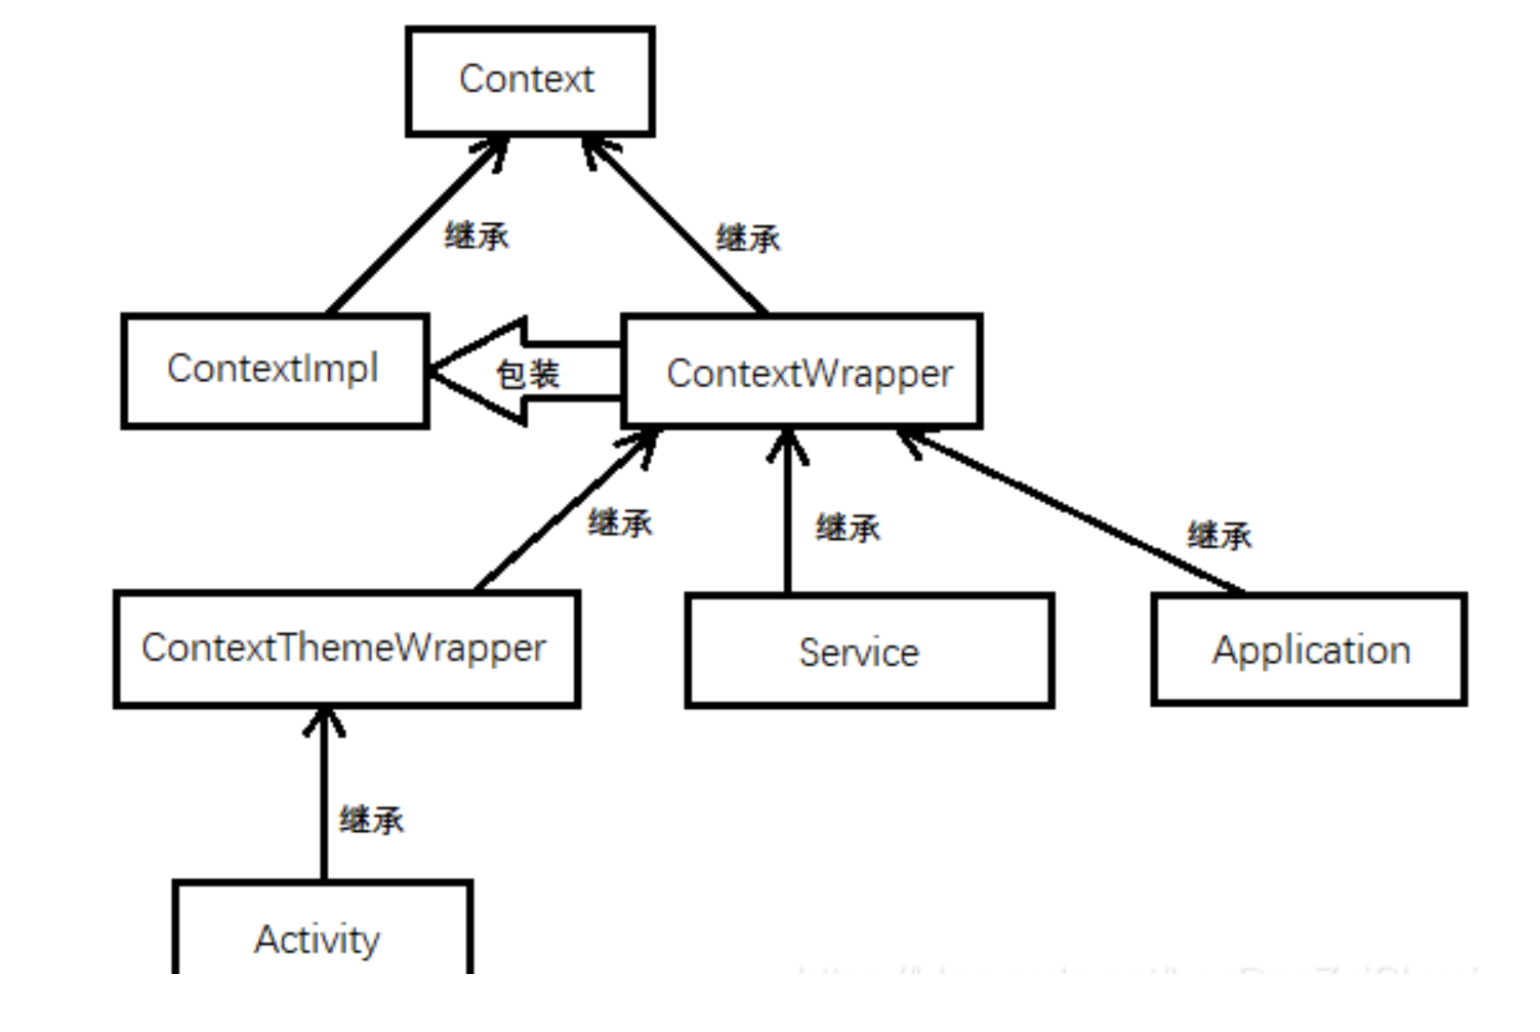 Context
继承
继承
ContextImpl
包装
ContextWrapper
继承
继承
继承
ContextThemeWrapper
Service
Application
继承
Activity